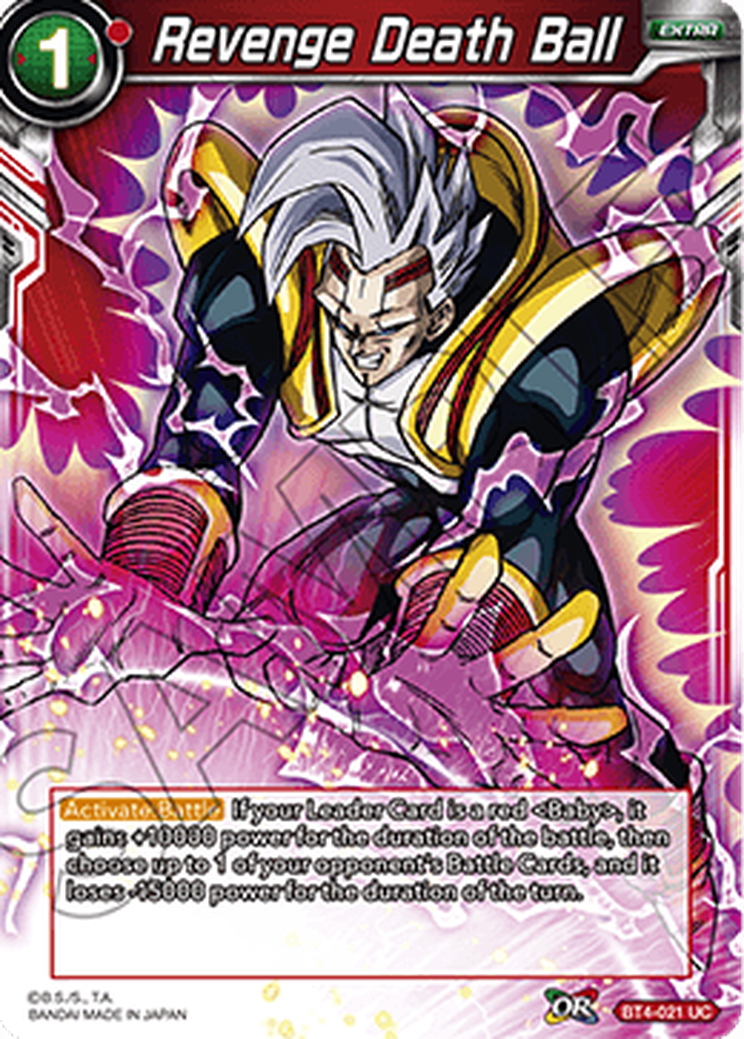 1
Revenge Death Ball
EXTRA
SAMPLE
Activate:Battle If your Leader Card is a red <Baby>, it
gains +10000 power for the duration of the battle, then
choose up to 1 of your opponent's Battle Cards, and it
loses -15000 power for the duration of the turn.
©B.S./S., T.A.
BANDAI MADE IN JAPAN
OR
BT4-021 UC